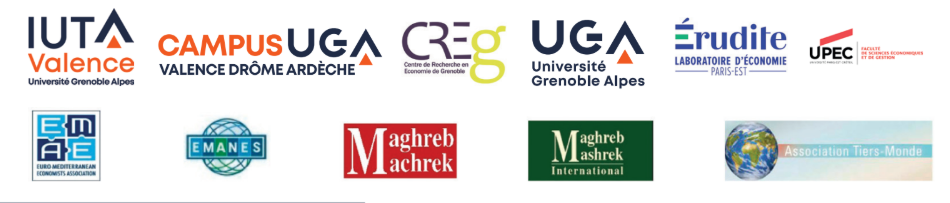 IUTA
Valence
Université Grenoble Alpes
CAMPUS UGA
VALENCE DRÔME ARDÈCHE
CREg
Centre de Recherche en
Economie de Grenoble
UGA
Université
Grenoble Alpes
Érudite
LABORATOIRE D'ÉCONOMIE
PARIS-EST
UPEC
FACULTÉ
DE SCIENCES ÉCONOMIQUES
ET DE GESTION
EMAE
EURO-MEDITERRANEAN
ECONOMISTS ASSOCIATION
EMANES
Maghreb
Machrek
Maghreb
Mashrek
International
Association Tiers-Monde